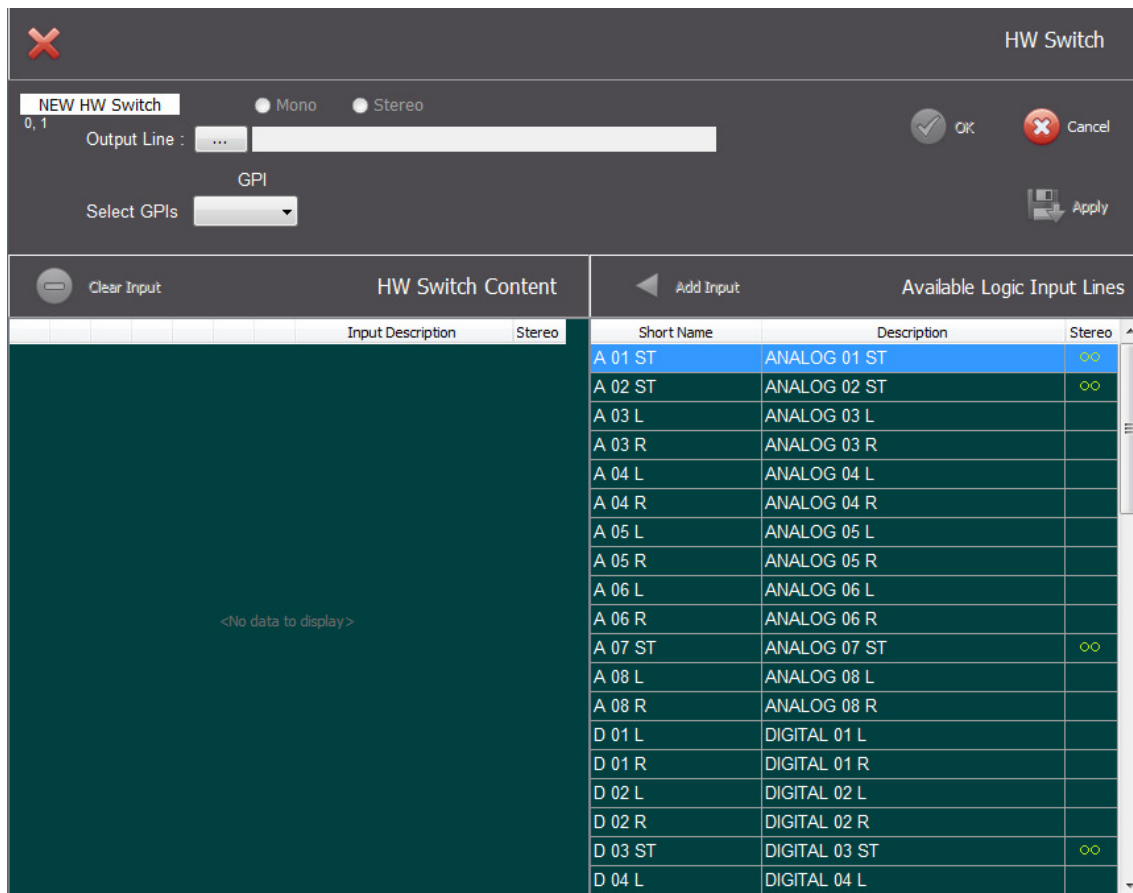 HW Switch
NEW HW Switch
0, 1
Mono
Stereo
Output Line :
...
OK
Cancel
GPI
Select GPIs
Apply
Clear Input
HW Switch Content
Add Input
Available Logic Input Lines
Input Description Stereo
<No data to display>
Short Name Description Stereo
A 01 ST ANALOG 01 ST
A 02 ST ANALOG 02 ST
A 03 L ANALOG 03 L
A 03 R ANALOG 03 R
A 04 L ANALOG 04 L
A 04 R ANALOG 04 R
A 05 L ANALOG 05 L
A 05 R ANALOG 05 R
A 06 L ANALOG 06 L
A 06 R ANALOG 06 R
A 07 ST ANALOG 07 ST
A 08 L ANALOG 08 L
A 08 R ANALOG 08 R
D 01 L DIGITAL 01 L
D 01 R DIGITAL 01 R
D 02 L DIGITAL 02 L
D 02 R DIGITAL 02 R
D 03 ST DIGITAL 03 ST
D 04 L DIGITAL 04 L